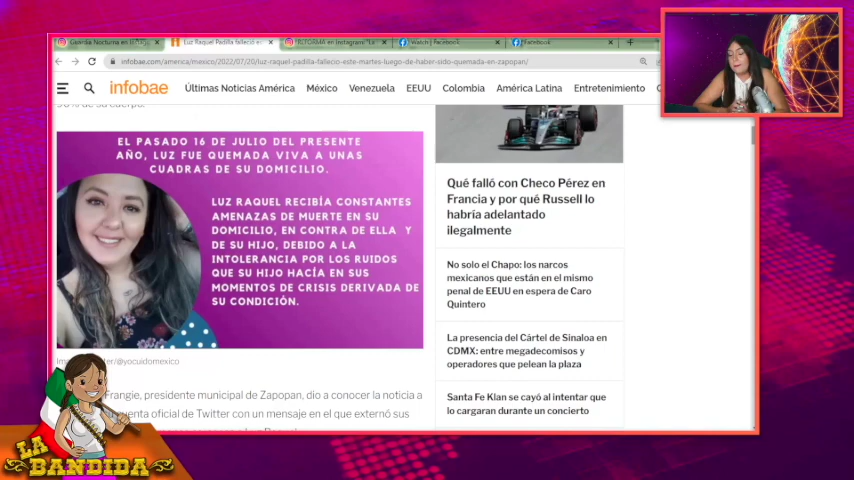 Luz Raquel Padilla falleció e
REFORMA en Instagram: "La
Watch | Facebook
Facebook
infobae.com/america/mexico/2022/07/20/luz-raquel-padilla-fallecio-este-martes-luego-de-haber-sido-quemada-en-zapopan/
infobae
Últimas Noticias América México Venezuela EEUU Colombia América Latina Entretenimiento
EL PASADO 16 DE JULIO DEL PRESENTE
AÑO, LUZ FUE QUEMADA VIVA A UNAS
CUADRAS DE SU DOMICILIO.
LUZ RAQUEL RECIBÍA CONSTANTES
AMENAZAS DE MUERTE EN SU
DOMICILIO, EN CONTRA DE ELLA Y
DE SU HIJO, DEBIDO A LA
INTOLERANCIA POR LOS RUIDOS
QUE SU HIJO HACÍA EN SUS
MOMENTOS DE CRISIS DERIVADA DE
SU CONDICIÓN.
/@yocuidomexico
Frangie, presidente municipal de Zapopan, dio a conocer la noticia a
cuenta oficial de Twitter con un mensaje en el que externó sus
Qué falló con Checo Pérez en
Francia y por qué Russell lo
habría adelantado
ilegalmente
No solo el Chapo: los narcos
mexicanos que están en el mismo
penal de EEUU en espera de Caro
Quintero
La presencia del Cártel de Sinaloa en
CDMX: entre megadecomisos y
operadores que pelean la plaza
Santa Fe Klan se cayó al intentar que
lo cargaran durante un concierto
LA
BANDIDA